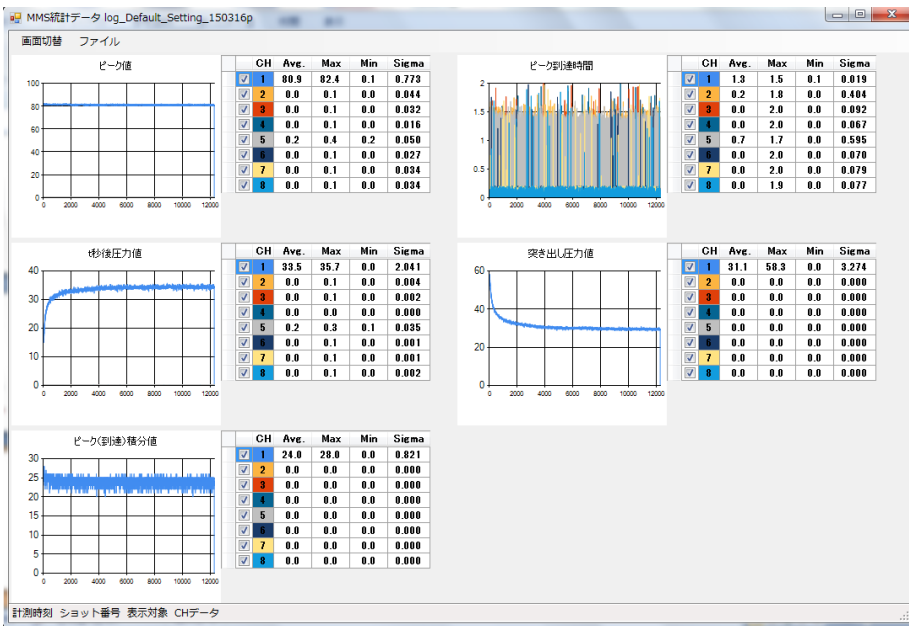 MMS統計データ log_Default_Setting_150316p
画面切替 ファイル
ピーク値
100
80
60
40
20
0
0 2000 4000 6000 8000 10000 12000
CH Avg. Max Min Sigma
1 80.9 82.4 0.1 0.773
2 0.0 0.1 0.0 0.044
3 0.0 0.1 0.0 0.032
4 0.0 0.1 0.0 0.016
5 0.2 0.4 0.2 0.050
6 0.0 0.1 0.0 0.027
7 0.0 0.1 0.0 0.034
8 0.0 0.1 0.0 0.034
ピーク到達時間
2
1.5
1
0.5
0
0 2000 4000 6000 8000 10000 12000
CH Avg. Max Min Sigma
1 1.3 1.5 0.1 0.019
2 0.2 1.8 0.0 0.404
3 0.0 2.0 0.0 0.092
4 0.0 2.0 0.0 0.067
5 0.7 1.7 0.0 0.595
6 0.0 2.0 0.0 0.070
7 0.0 2.0 0.0 0.079
8 0.0 1.9 0.0 0.077
t秒後圧力値
40
30
20
10
0
0 2000 4000 6000 8000 10000 12000
CH Avg. Max Min Sigma
1 33.5 35.7 0.0 2.041
2 0.0 0.1 0.0 0.004
3 0.0 0.1 0.0 0.002
4 0.0 0.0 0.0 0.000
5 0.2 0.3 0.1 0.035
6 0.0 0.1 0.0 0.001
7 0.0 0.1 0.0 0.001
8 0.0 0.1 0.0 0.002
突き出し圧力値
60
40
20
0
0 2000 4000 6000 8000 10000 12000
CH Avg. Max Min Sigma
1 31.1 58.3 0.0 3.274
2 0.0 0.0 0.0 0.000
3 0.0 0.0 0.0 0.000
4 0.0 0.0 0.0 0.000
5 0.0 0.0 0.0 0.000
6 0.0 0.0 0.0 0.000
7 0.0 0.0 0.0 0.000
8 0.0 0.0 0.0 0.000
ピーク(到達)積分値
30
25
20
15
10
5
0
0 2000 4000 6000 8000 10000 12000
CH Avg. Max Min Sigma
1 24.0 28.0 0.0 0.821
2 0.0 0.0 0.0 0.000
3 0.0 0.0 0.0 0.000
4 0.0 0.0 0.0 0.000
5 0.0 0.0 0.0 0.000
6 0.0 0.0 0.0 0.000
7 0.0 0.0 0.0 0.000
8 0.0 0.0 0.0 0.000
計測時刻 ショット番号 表示対象 CHデータ